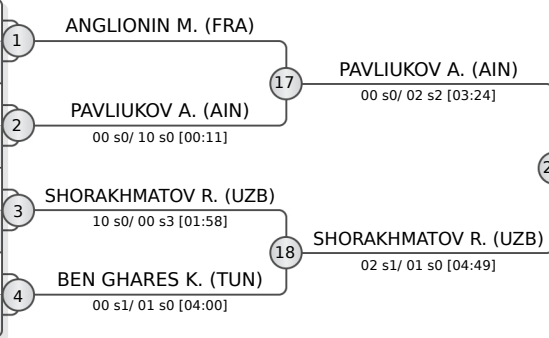 ANGLIONIN M. (FRA)
1
PAVLIUKOV A. (AIN)
17
00 s0/ 02 s2 [03:24]
PAVLIUKOV A. (AIN)
2
00 s0/ 10 s0 [00:11]
SHORAKHMATOV R. (UZB)
3
10 s0/ 00 s3 [01:58]
SHORAKHMATOV R. (UZB)
18
02 s1/ 01 s0 [04:49]
BEN GHARES K. (TUN)
4
00 s1/ 01 s0 [04:00]